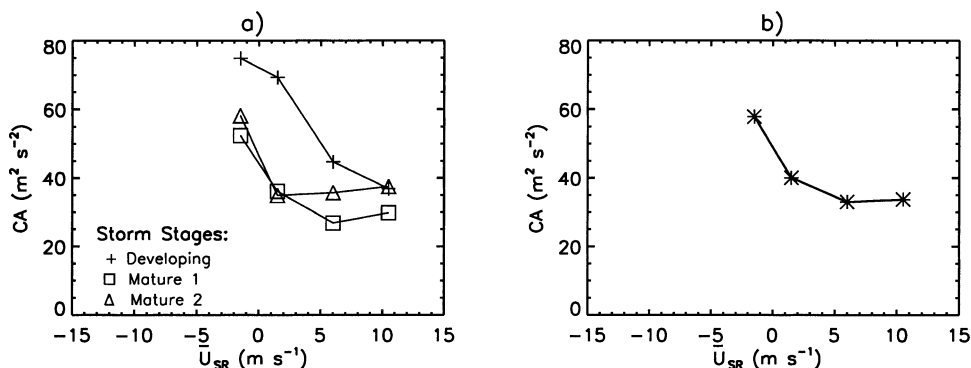 a)
80
60
40
20
0
CA (m² s⁻²)
Storm Stages:
+ Developing
□ Mature 1
△ Mature 2
−15 −10 −5 0 5 10 15
Ū_SR (m s⁻¹)
b)
80
60
40
20
0
CA (m² s⁻²)
−15 −10 −5 0 5 10 15
Ū_SR (m s⁻¹)